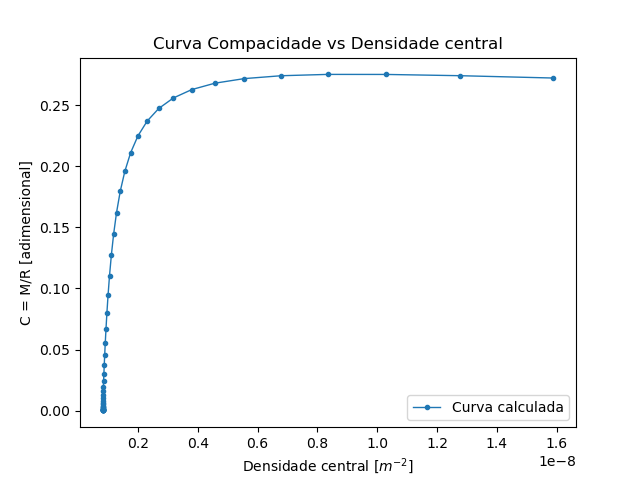 Curva Compacidade vs Densidade central
C = M/R [adimensional]
0.25
0.20
0.15
0.10
0.05
0.00
Curva calculada
0.2 0.4 0.6 0.8 1.0 1.2 1.4 1.6
1e−8
Densidade central [$m^{-2}$]